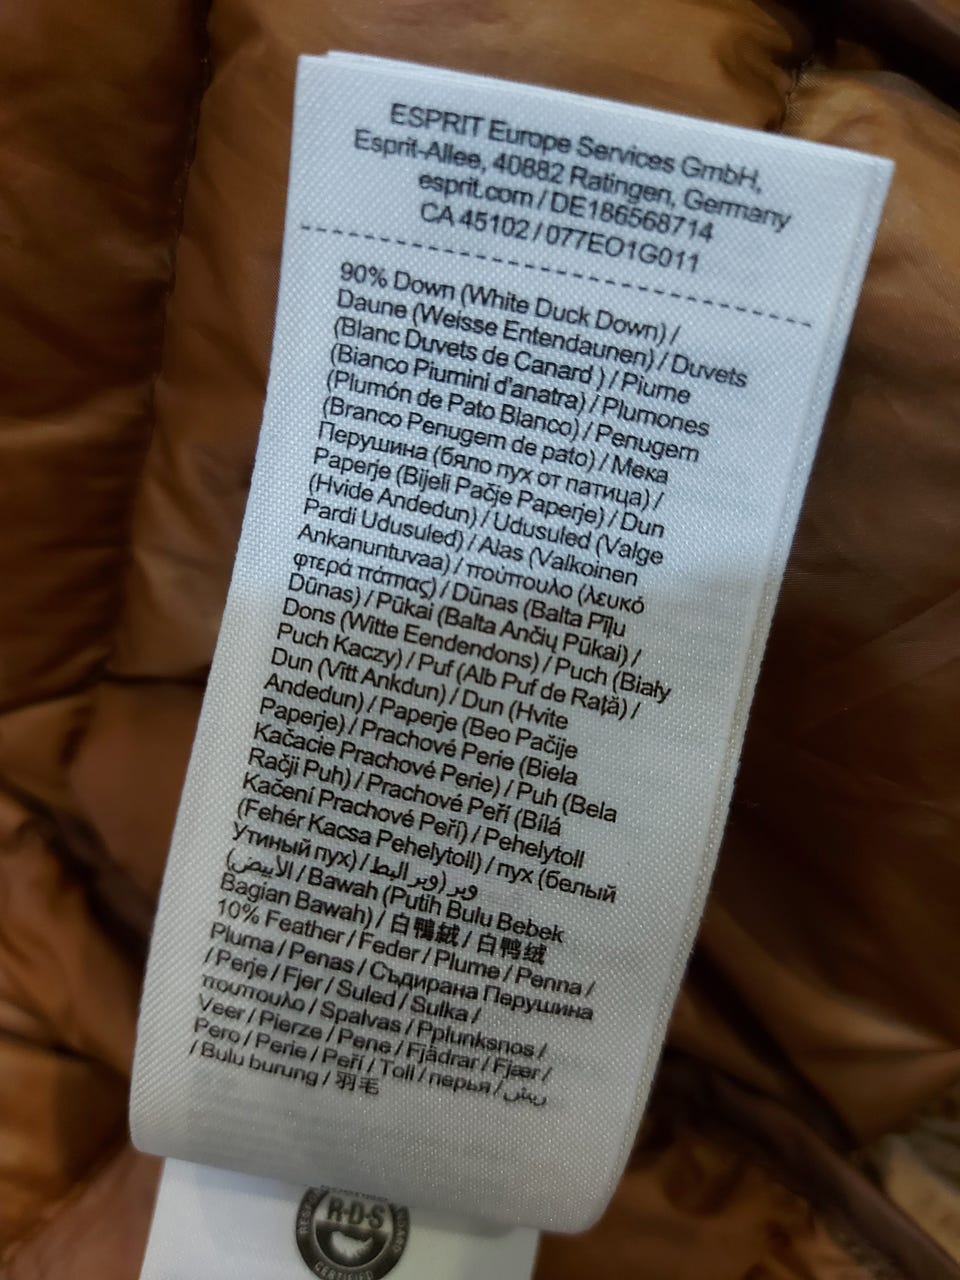 ESPRIT Europe Services GmbH,
Esprit-Allee, 40882 Ratingen, Germany
esprit.com / DE186568714
CA 45102 / 077EO1G011
90% Down (White Duck Down) /
Daune (Weisse Entendaunen) / Duvets
(Blanc Duvets de Canard ) / Piume
(Bianco Piumini d'anatra) / Plumones
(Plumón de Pato Blanco) / Penugem
(Branco Penugem de pato) / Мека
Перушина (бяло пух от патица) /
Paperje (Bijeli Pačje Paperje) / Dun
(Hvide Andedun) / Udusuled (Valge
Pardi Udusuled) / Alas (Valkoinen
Ankanuntuvaa) / πούπουλο (λευκό
φτερά πάπιας) / Dūnas (Balta Pīļu
Dūnas) / Pūkai (Balta Ančių Pūkai) /
Dons (Witte Eendendons) / Puch (Biały
Puch Kaczy) / Puf (Alb Puf de Rață) /
Dun (Vitt Ankdun) / Dun (Hvite
Andedun) / Paperje (Beo Pačije
Paperje) / Prachové Perie (Biela
Kačacie Prachové Perie) / Puh (Bela
Račji Puh) / Prachové Peří (Bílá
Kačení Prachové Peří) / Pehelytoll
(Fehér Kacsa Pehelytoll) / пух (белый
Утиный пух) / وبر (وبر البط
الأبيض) / Bawah (Putih Bulu Bebek
Bagian Bawah) / 白鴨絨 / 白鸭绒
10% Feather / Feder / Plume / Penna /
Pluma / Penas / Съдирана Перушина
/ Perje / Fjer / Suled / Sulka /
πουπουλο / Spalvas / Pplunksnos /
Veer / Pierze / Pene / Fjädrar / Fjær /
Pero / Perie / Peří / Toll / перья / ريش
/ Bulu burung / 羽毛
R·D·S
CERTIFIED